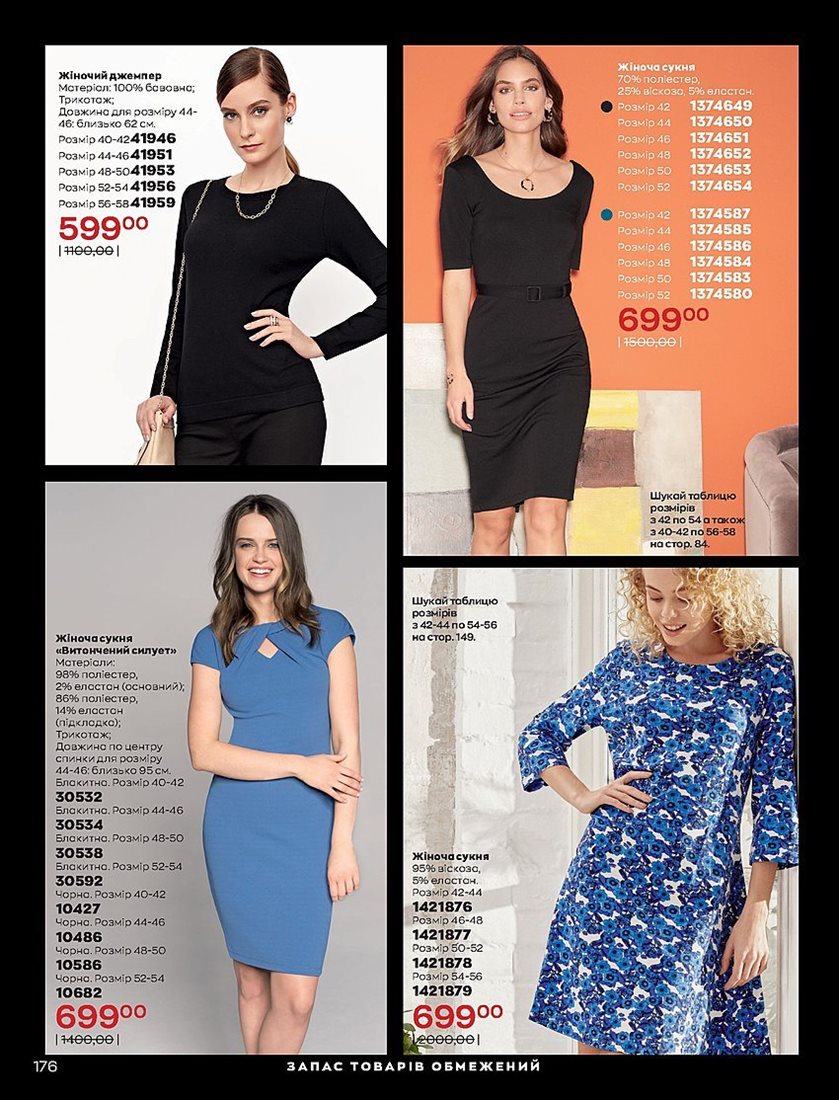 Жіночий джемпер
Матеріал: 100% бавовна;
Трикотаж;
Довжина для розміру 44-
46: близько 62 см.
Розмір 40-42 41946
Розмір 44-46 41951
Розмір 48-50 41953
Розмір 52-54 41956
Розмір 56-58 41959
599⁰⁰
| 1100,00 |
Жіноча сукня
70% поліестер,
25% віскоза, 5% еластан.
Розмір 42 1374649
Розмір 44 1374650
Розмір 46 1374651
Розмір 48 1374652
Розмір 50 1374653
Розмір 52 1374654
Розмір 42 1374587
Розмір 44 1374585
Розмір 46 1374586
Розмір 48 1374584
Розмір 50 1374583
Розмір 52 1374580
699⁰⁰
| 1500,00 |
Шукай таблицю
розмірів
з 42 по 54 а також
з 40-42 по 56-58
на стор. 84.
Жіноча сукня
«Витончений силует»
Матеріали:
98% поліестер,
2% еластан (основний);
86% поліестер,
14% еластан
(підкладка);
Трикотаж;
Довжина по центру
спинки для розміру
44-46: близько 95 см.
Блакитна. Розмір 40-42
30532
Блакитна. Розмір 44-46
30534
Блакитна. Розмір 48-50
30538
Блакитна. Розмір 52-54
30592
Чорна. Розмір 40-42
10427
Чорна. Розмір 44-46
10486
Чорна. Розмір 48-50
10586
Чорна. Розмір 52-54
10682
699⁰⁰
| 1400,00 |
Шукай таблицю
розмірів
з 42-44 по 54-56
на стор. 149.
Жіноча сукня
95% віскоза,
5% еластан.
Розмір 42-44
1421876
Розмір 46-48
1421877
Розмір 50-52
1421878
Розмір 54-56
1421879
699⁰⁰
| 2000,00 |
176
ЗАПАС ТОВАРІВ ОБМЕЖЕНИЙ